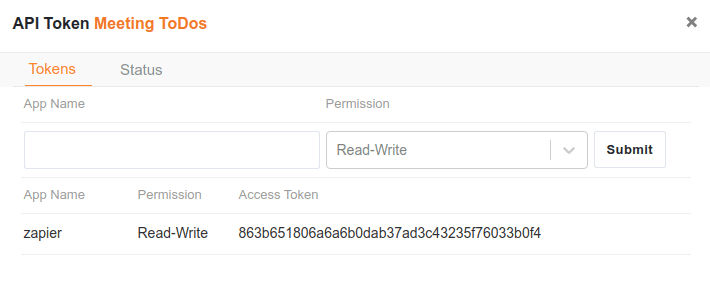 API Token Meeting ToDos
Tokens Status
App Name Permission
Read-Write Submit
App Name Permission Access Token
zapier Read-Write 863b651806a6a6b0dab37ad3c43235f76033b0f4